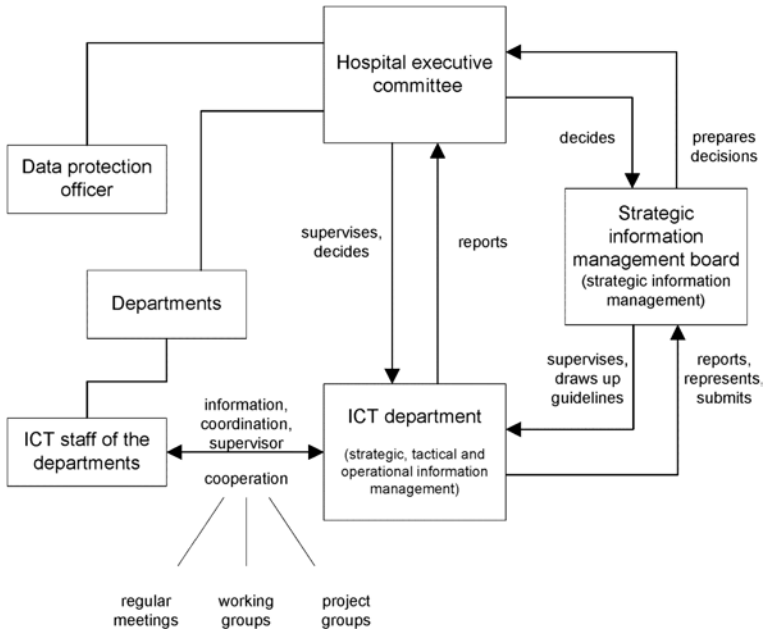 Hospital executive
committee
Data protection
officer
decides
prepares
decisions
Strategic
information
management board
(strategic information
management)
supervises,
decides
reports
Departments
supervises,
draws up
guidelines
reports,
represents,
submits
ICT staff of the
departments
information,
coordination,
supervisor
cooperation
ICT department
(strategic, tactical and
operational information
management)
regular
meetings
working
groups
project
groups